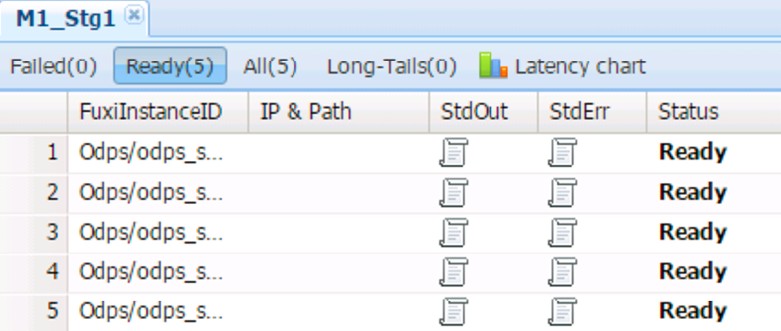 M1_Stg1
Failed(0) Ready(5) All(5) Long-Tails(0) Latency chart
FuxiInstanceID IP & Path StdOut StdErr Status
1 Odps/odps_s... Ready
2 Odps/odps_s... Ready
3 Odps/odps_s... Ready
4 Odps/odps_s... Ready
5 Odps/odps_s... Ready